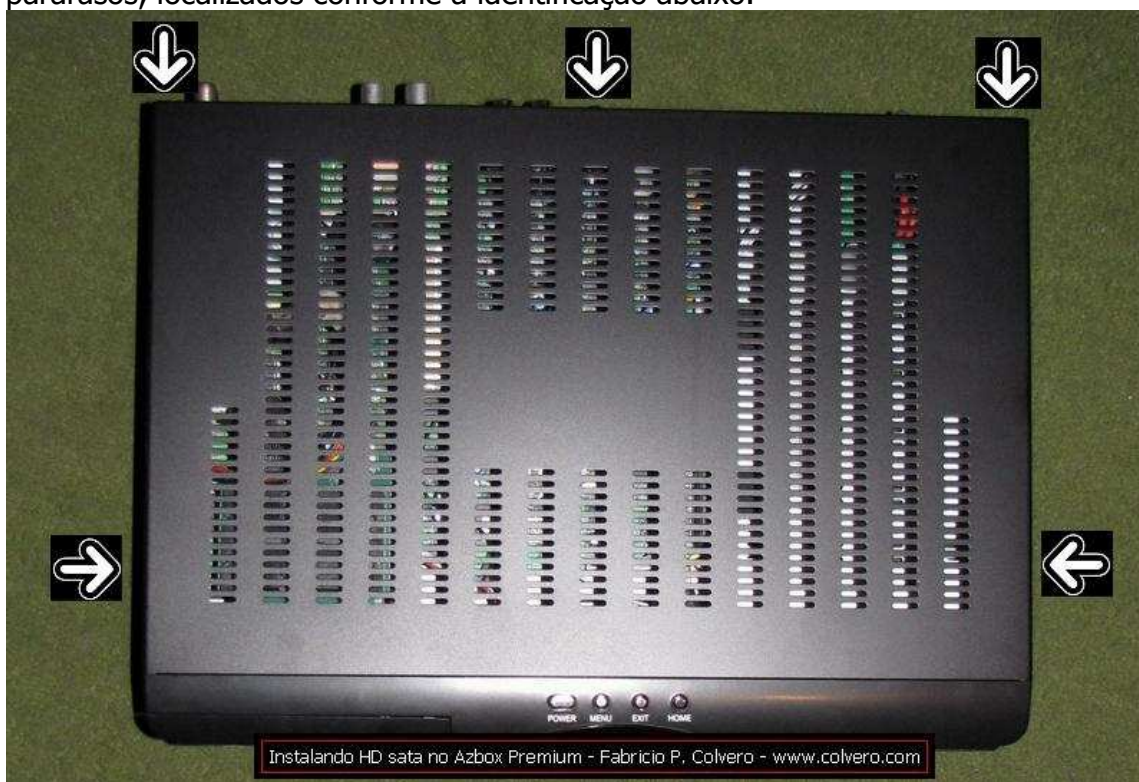 parafusos, localizados conforme a identificação abaixo.
POWER MENU EXIT HOME
Instalando HD sata no Azbox Premium - Fabricio P. Colvero - www.colvero.com